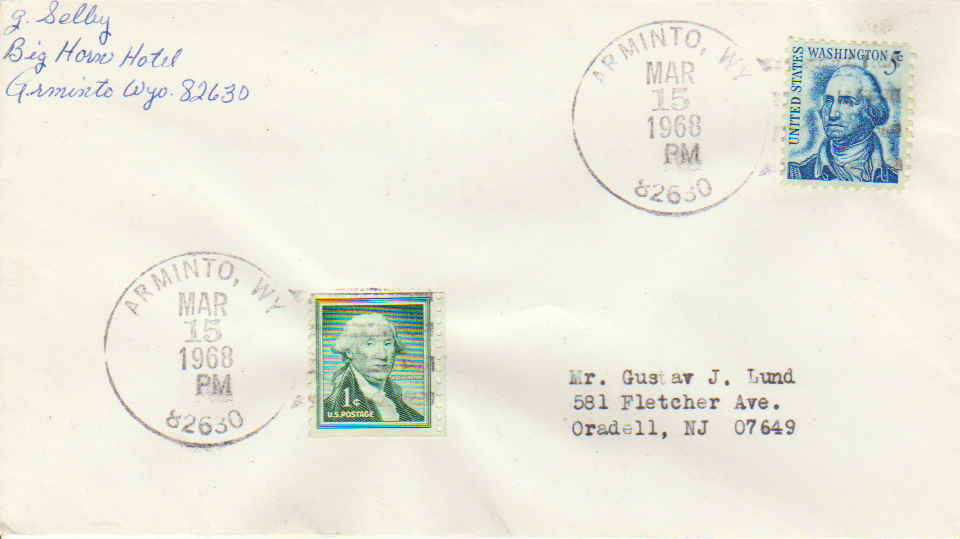 g. Selby
Big Horn Hotel
Arminto Wyo. 82630
ARMINTO, WY
MAR
15
1968
PM
82630
UNITED STATES
WASHINGTON 5¢
ARMINTO, WY
MAR
15
1968
PM
82630
1¢
U.S. POSTAGE
Mr. Gustav J. Lund
581 Fletcher Ave.
Oradell, NJ 07649